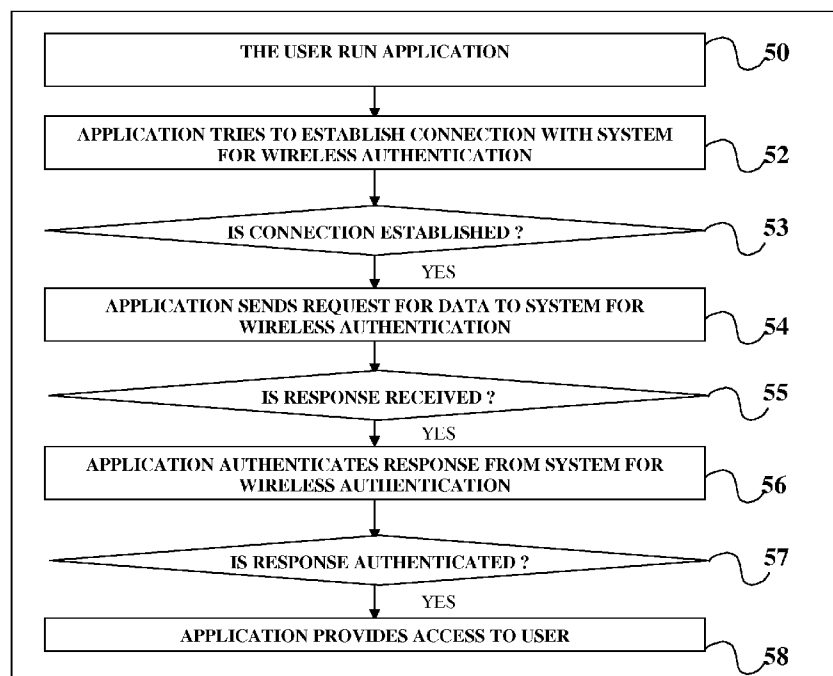 THE USER RUN APPLICATION
50
APPLICATION TRIES TO ESTABLISH CONNECTION WITH SYSTEM
FOR WIRELESS AUTHENTICATION
52
IS CONNECTION ESTABLISHED ?
53
YES
APPLICATION SENDS REQUEST FOR DATA TO SYSTEM FOR
WIRELESS AUTHENTICATION
54
IS RESPONSE RECEIVED ?
55
YES
APPLICATION AUTHENTICATES RESPONSE FROM SYSTEM FOR
WIRELESS AUTHENTICATION
56
IS RESPONSE AUTHENTICATED ?
57
YES
APPLICATION PROVIDES ACCESS TO USER
58